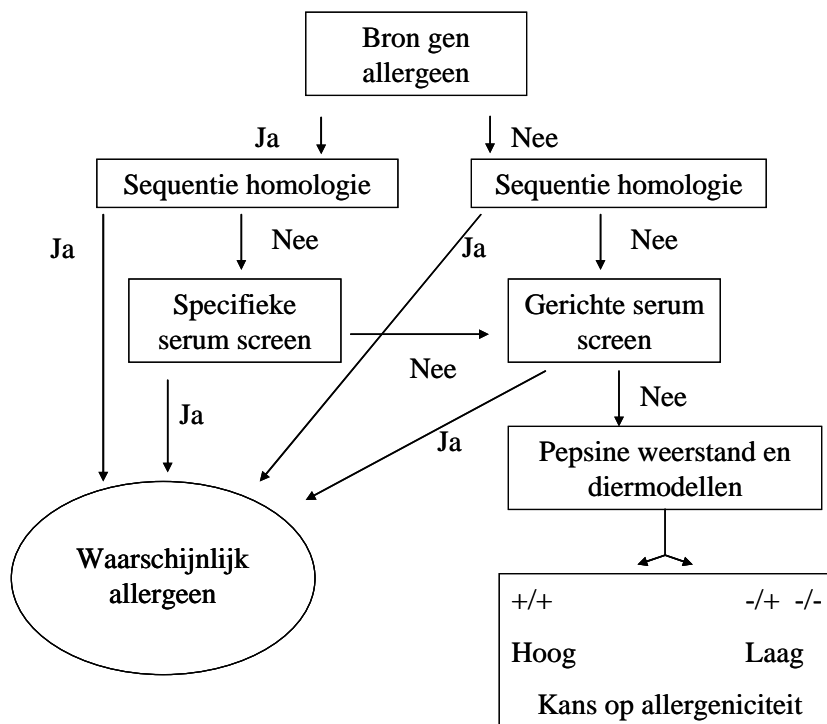 Bron gen
allergeen
Ja
Nee
Sequentie homologie
Sequentie homologie
Ja
Nee
Ja
Nee
Specifieke
serum screen
Gerichte serum
screen
Nee
Ja
Ja
Nee
Pepsine weerstand en
diermodellen
Waarschijnlijk
allergeen
+/+ -/+ -/-
Hoog Laag
Kans op allergeniciteit